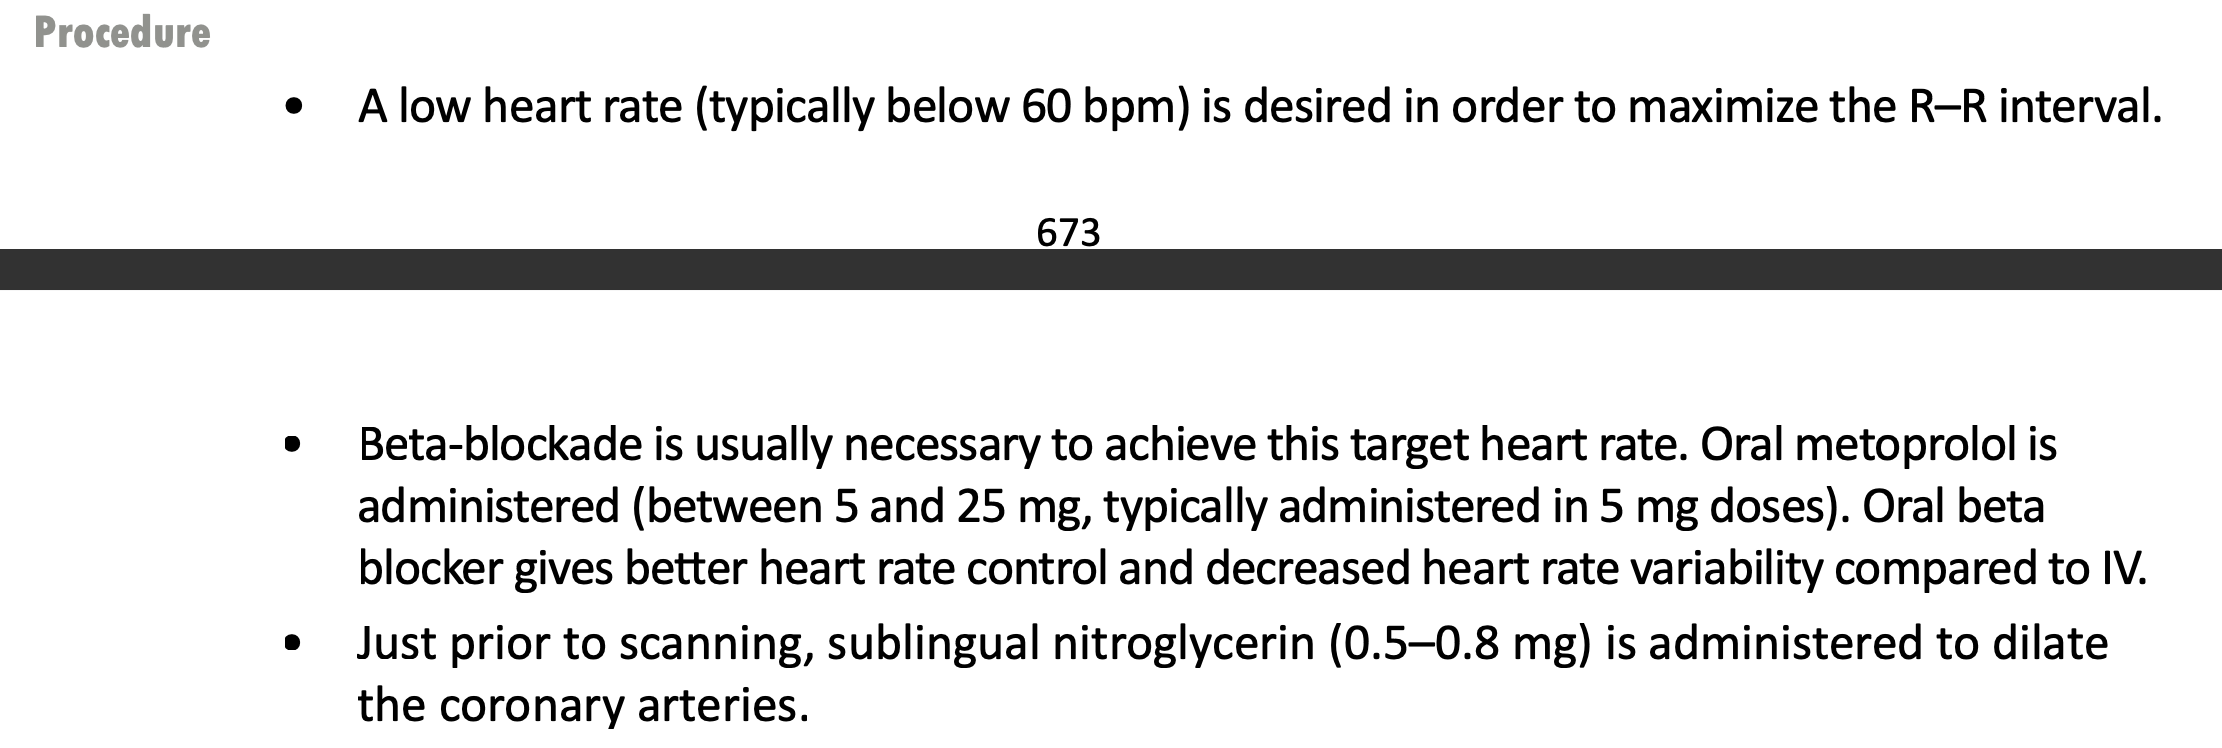 Procedure
• A low heart rate (typically below 60 bpm) is desired in order to maximize the R–R interval.
673
• Beta-blockade is usually necessary to achieve this target heart rate. Oral metoprolol is
administered (between 5 and 25 mg, typically administered in 5 mg doses). Oral beta
blocker gives better heart rate control and decreased heart rate variability compared to IV.
• Just prior to scanning, sublingual nitroglycerin (0.5–0.8 mg) is administered to dilate
the coronary arteries.